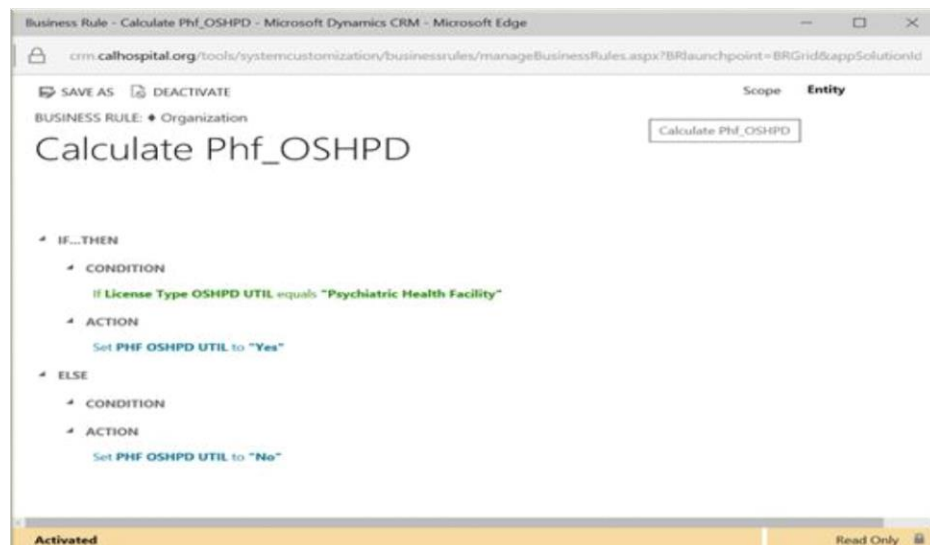 Business Rule - Calculate Phf_OSHPD - Microsoft Dynamics CRM - Microsoft Edge
crm.calhospital.org/tools/systemcustomization/businessrules/manageBusinessRules.aspx?BRlaunchpoint=BRGrid&appSolutionId
SAVE AS DEACTIVATE Scope Entity
BUSINESS RULE: ♦ Organization
Calculate Phf_OSHPD
Calculate Phf_OSHPD
IF...THEN
CONDITION
If License Type OSHPD UTIL equals "Psychiatric Health Facility"
ACTION
Set PHF OSHPD UTIL to "Yes"
ELSE
CONDITION
ACTION
Set PHF OSHPD UTIL to "No"
Activated Read Only